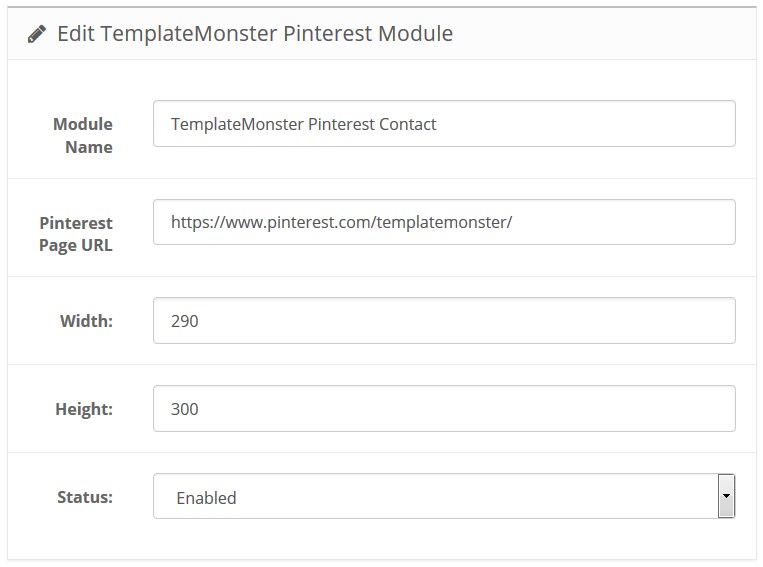 Edit TemplateMonster Pinterest Module
Module
Name
TemplateMonster Pinterest Contact
Pinterest
Page URL
https://www.pinterest.com/templatemonster/
Width:
290
Height:
300
Status:
Enabled